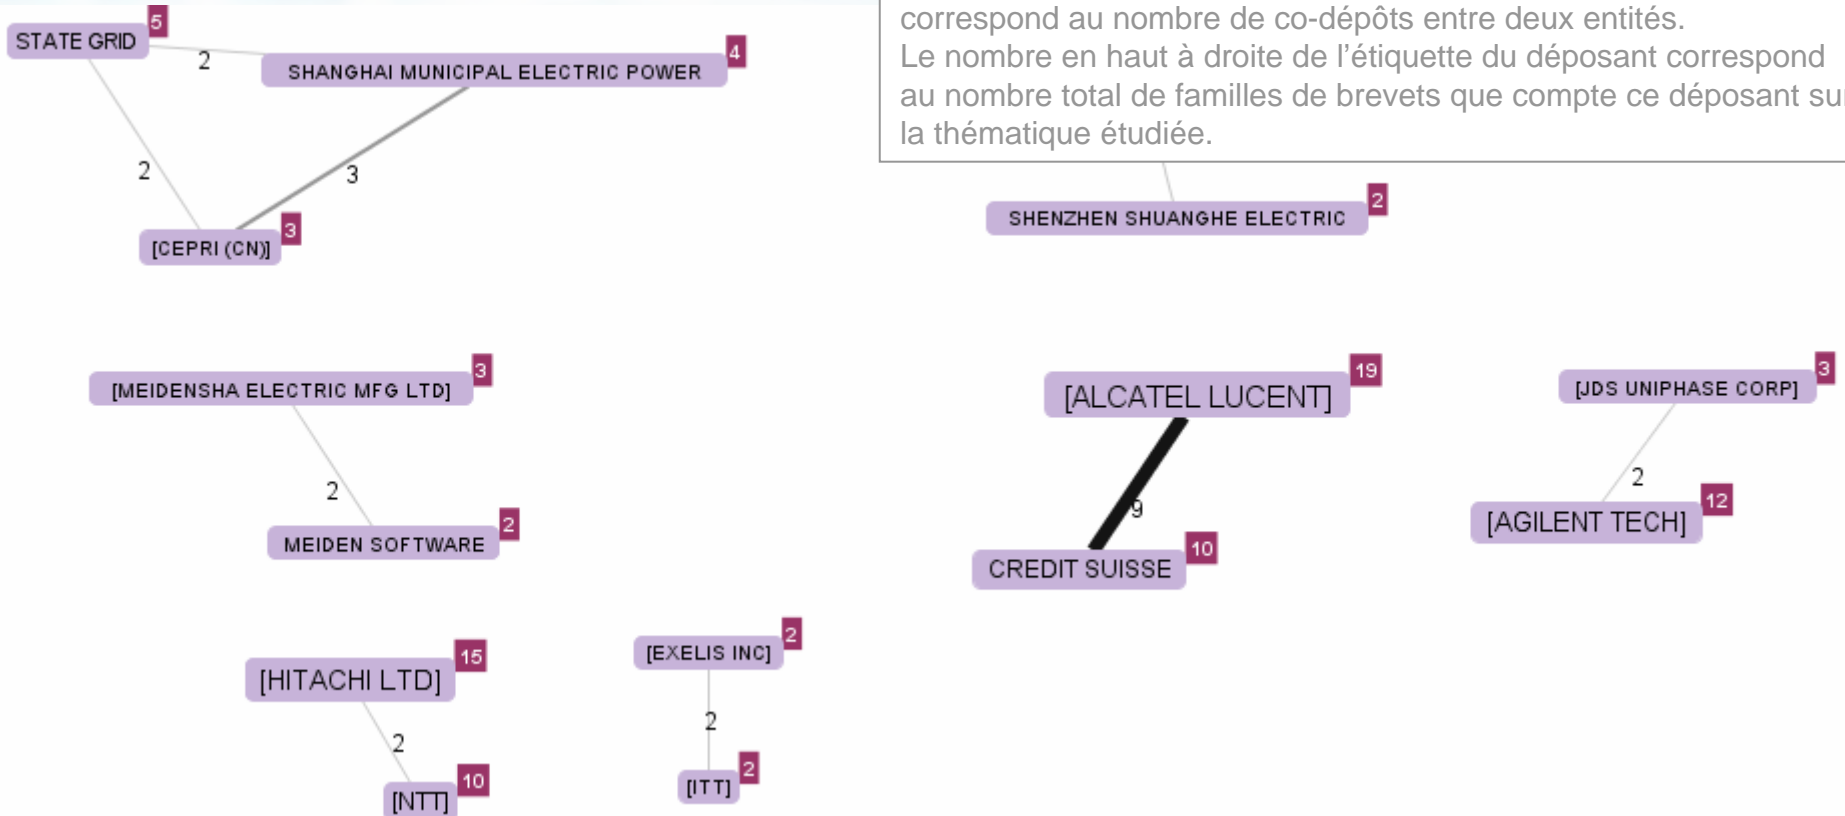 correspond au nombre de co-dépôts entre deux entités.
Le nombre en haut à droite de l'étiquette du déposant correspond
au nombre total de familles de brevets que compte ce déposant sur
la thématique étudiée.
STATE GRID 5
2
SHANGHAI MUNICIPAL ELECTRIC POWER 4
2
3
[CEPRI (CN)] 3
SHENZHEN SHUANGHE ELECTRIC 2
[MEIDENSHA ELECTRIC MFG LTD] 3
2
MEIDEN SOFTWARE 2
[ALCATEL LUCENT] 19
9
CREDIT SUISSE 10
[JDS UNIPHASE CORP] 3
2
[AGILENT TECH] 12
[HITACHI LTD] 15
2
[NTT] 10
[EXELIS INC] 2
2
[ITT] 2